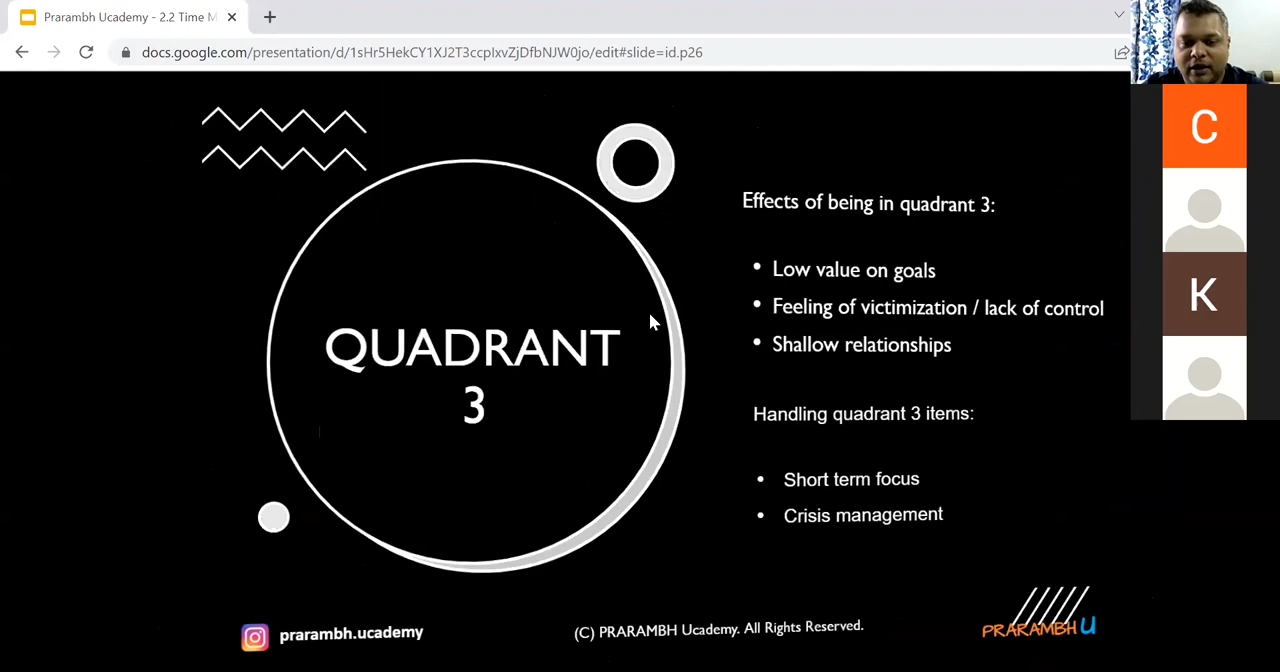 Prarambh Ucademy - 2.2 Time M
docs.google.com/presentation/d/1sHr5HekCY1XJ2T3ccpIxvZjDfbNJW0jo/edit#slide=id.p26
C
K
QUADRANT
3
Effects of being in quadrant 3:
• Low value on goals
• Feeling of victimization / lack of control
• Shallow relationships
Handling quadrant 3 items:
• Short term focus
• Crisis management
prarambh.ucademy
(C) PRARAMBH Ucademy. All Rights Reserved.
PRARAMBH U